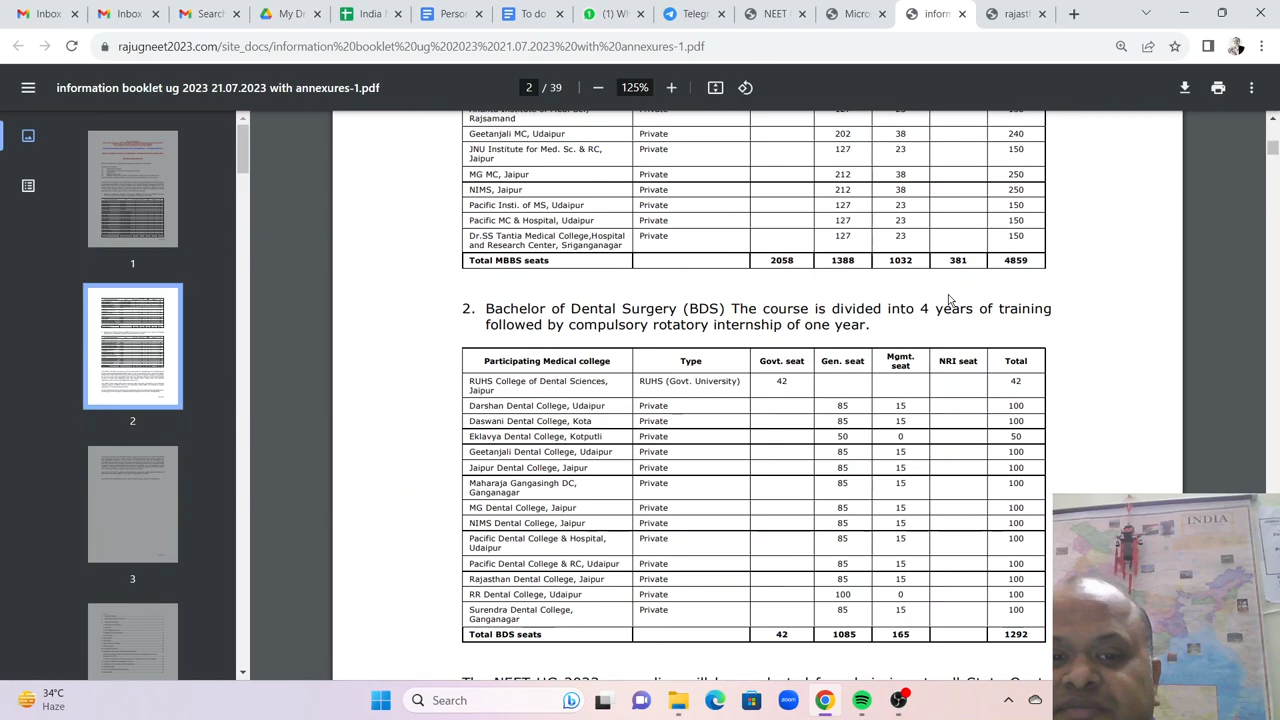 Inbox
Inbox
Search
My Dr
India
Person
To do
(1) W
Telegr
NEET
Micro
inform
rajast
rajugneet2023.com/site_docs/information%20booklet%20ug%202023%2021.07.2023%20with%20annexures-1.pdf
information booklet ug 2023 21.07.2023 with annexures-1.pdf
2 / 39
125%
1
2
3
Rajsamand
Geetanjali MC, Udaipur Private 202 38 240
JNU Institute for Med. Sc. & RC, Private 127 23 150
Jaipur
MG MC, Jaipur Private 212 38 250
NIMS, Jaipur Private 212 38 250
Pacific Insti. of MS, Udaipur Private 127 23 150
Pacific MC & Hospital, Udaipur Private 127 23 150
Dr.SS Tantia Medical College,Hospital Private 127 23 150
and Research Center, Sriganganagar
Total MBBS seats 2058 1388 1032 381 4859
2. Bachelor of Dental Surgery (BDS) The course is divided into 4 years of training
followed by compulsory rotatory internship of one year.
Participating Medical college Type Govt. seat Gen. seat Mgmt. seat NRI seat Total
RUHS College of Dental Sciences, RUHS (Govt. University) 42 42
Jaipur
Darshan Dental College, Udaipur Private 85 15 100
Daswani Dental College, Kota Private 85 15 100
Eklavya Dental College, Kotputli Private 50 0 50
Geetanjali Dental College, Udaipur Private 85 15 100
Jaipur Dental College, Jaipur Private 85 15 100
Maharaja Gangasingh DC, Private 85 15 100
Ganganagar
MG Dental College, Jaipur Private 85 15 100
NIMS Dental College, Jaipur Private 85 15 100
Pacific Dental College & Hospital, Private 85 15 100
Udaipur
Pacific Dental College & RC, Udaipur Private 85 15 100
Rajasthan Dental College, Jaipur Private 85 15 100
RR Dental College, Udaipur Private 100 0 100
Surendra Dental College, Private 85 15 100
Ganganagar
Total BDS seats 42 1085 165 1292
INDIA
34°C
Haze
Search
zoom